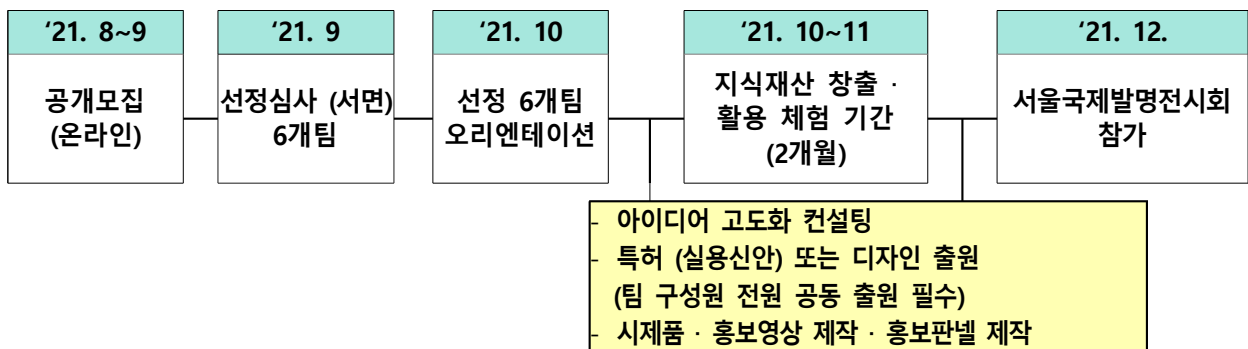 ‘21. 8~9
공개모집
(온라인)
‘21. 9
선정심사 (서면)
6개팀
‘21. 10
선정 6개팀
오리엔테이션
‘21. 10~11
지식재산 창출 ·
활용 체험 기간
(2개월)
‘21. 12.
서울국제발명전시회
참가
- 아이디어 고도화 컨설팅
- 특허 (실용신안) 또는 디자인 출원
(팀 구성원 전원 공동 출원 필수)
- 시제품 · 홍보영상 제작 · 홍보판넬 제작